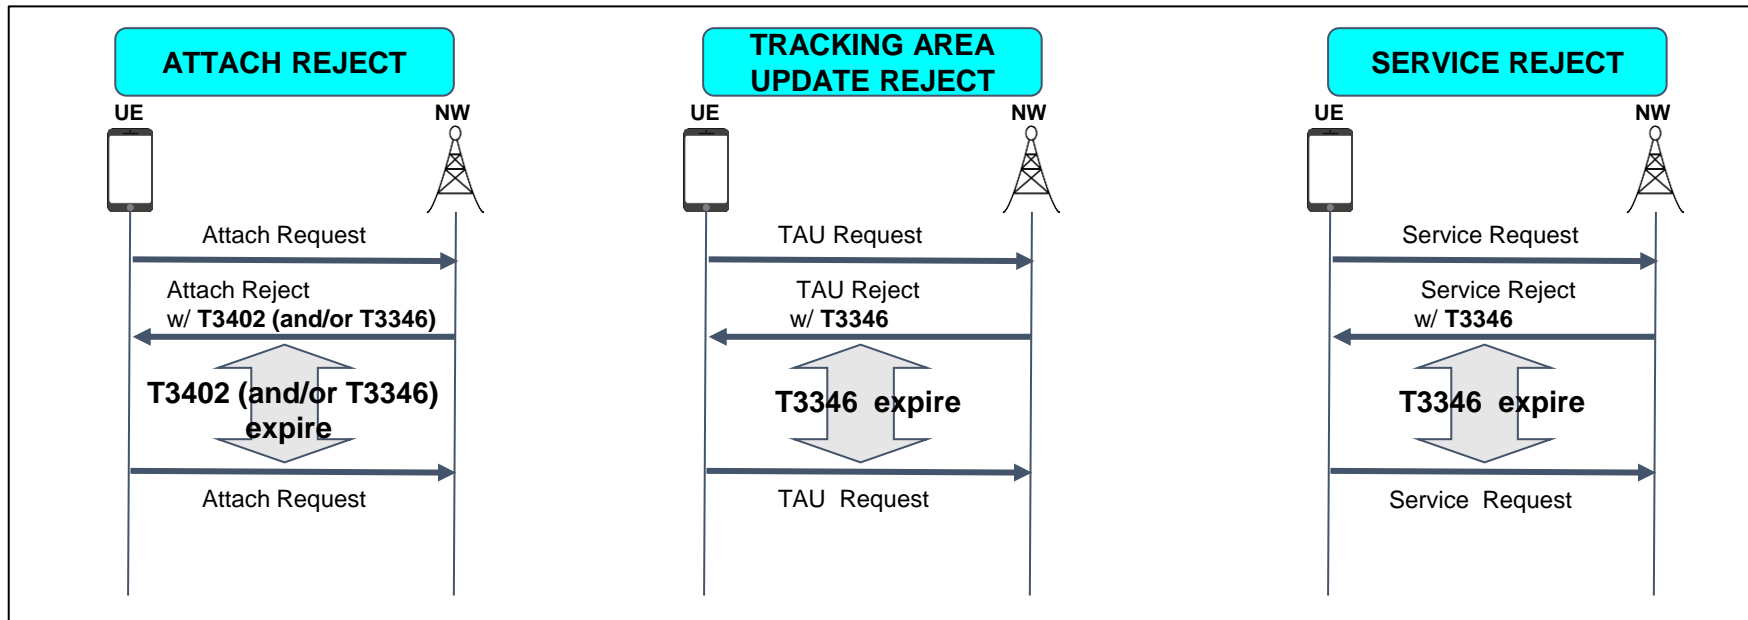 ATTACH REJECT
UE
NW
Attach Request
Attach Reject
w/ T3402 (and/or T3346)
T3402 (and/or T3346)
expire
Attach Request
TRACKING AREA
UPDATE REJECT
UE
NW
TAU Request
TAU Reject
w/ T3346
T3346 expire
TAU Request
SERVICE REJECT
UE
NW
Service Request
Service Reject
w/ T3346
T3346 expire
Service Request